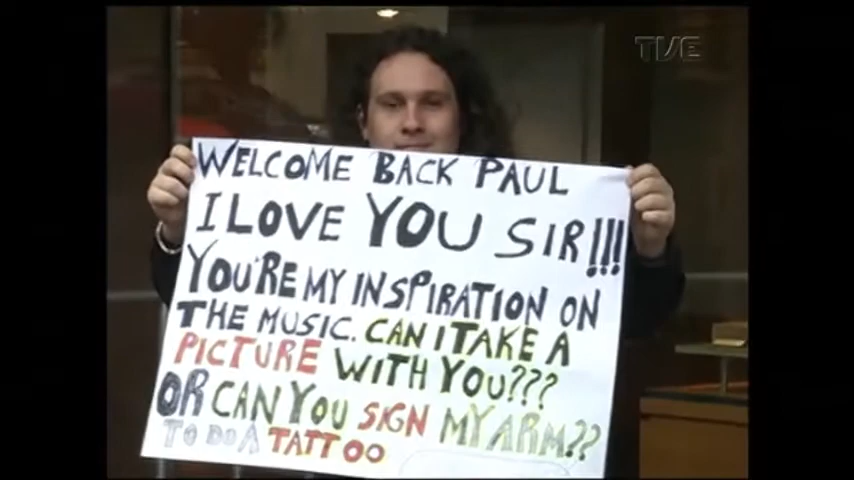 TVE
WELCOME BACK PAUL
I LOVE YOU SIR!!!
YOU'RE MY INSPIRATION ON
THE MUSIC. CAN I TAKE A
PICTURE WITH YOU???
OR CAN YOU SIGN MY ARM??
TO DO A TATTOO